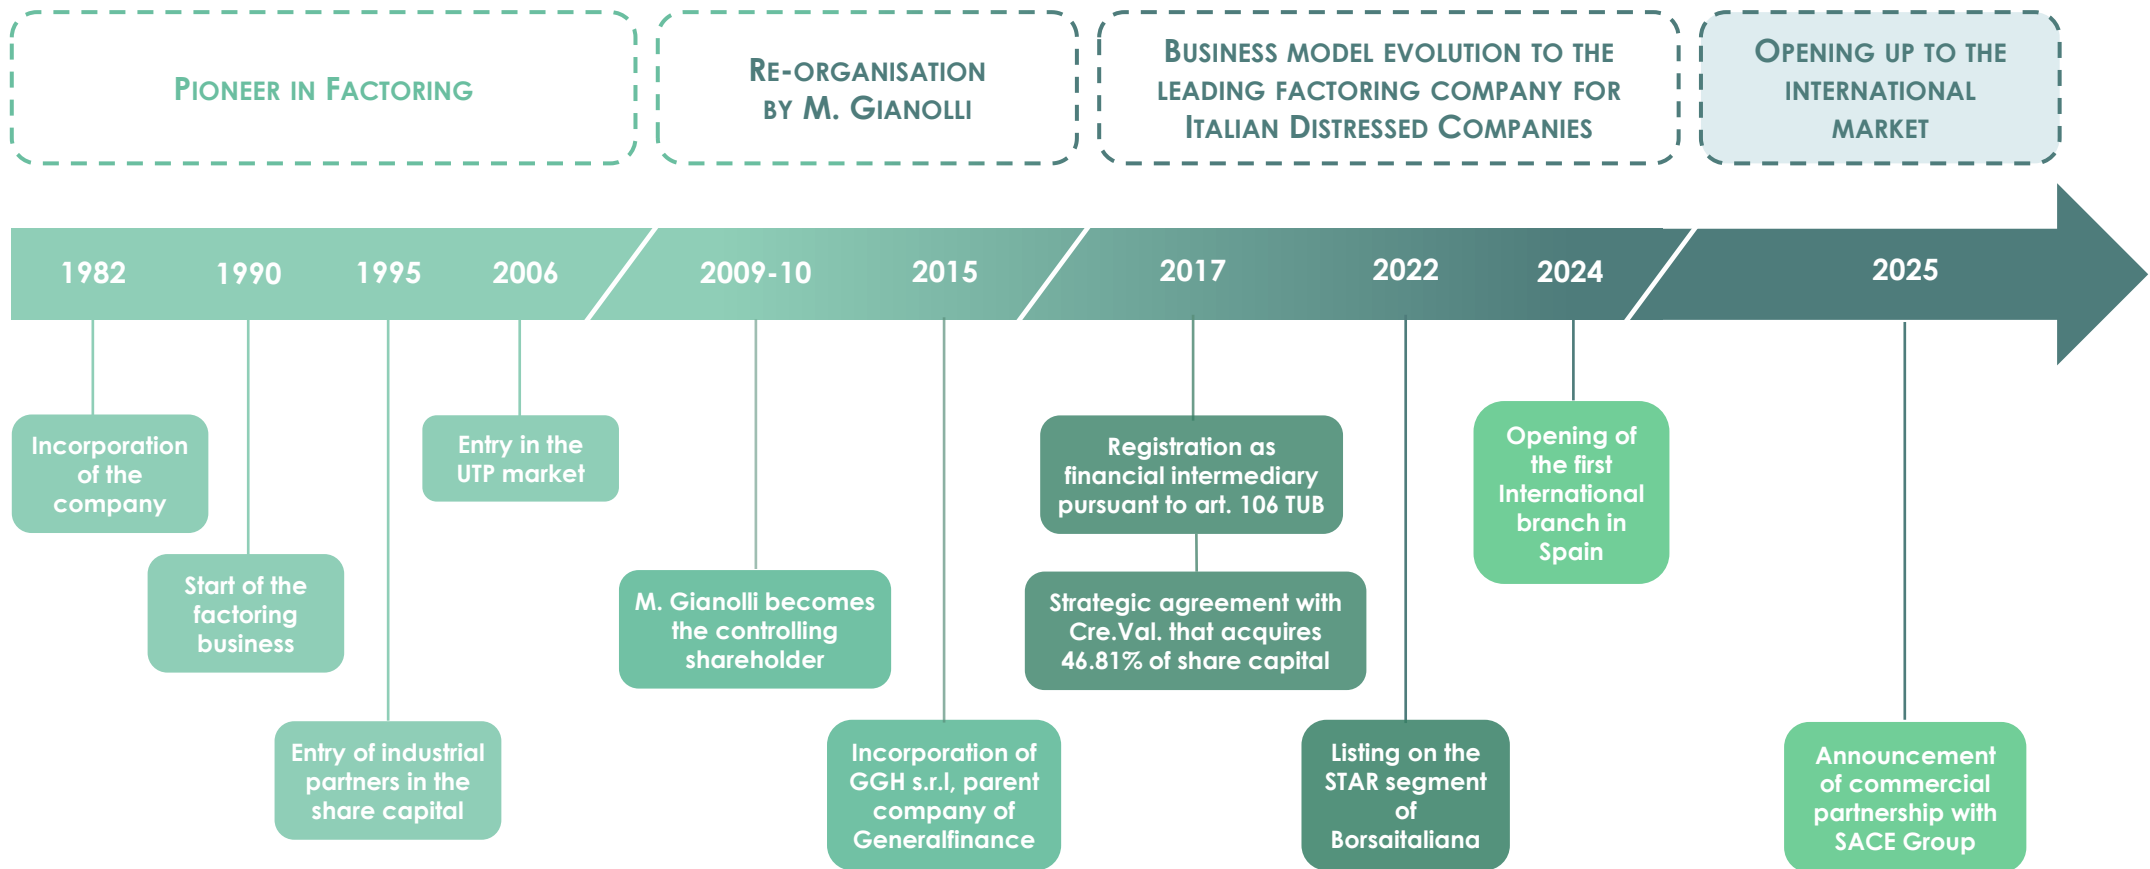 PIONEER IN FACTORING
RE-ORGANISATION
BY M. GIANOLLI
BUSINESS MODEL EVOLUTION TO THE
LEADING FACTORING COMPANY FOR
ITALIAN DISTRESSED COMPANIES
OPENING UP TO THE
INTERNATIONAL
MARKET
1982
1990
1995
2006
2009-10
2015
2017
2022
2024
2025
Incorporation
of the
company
Start of the
factoring
business
Entry of industrial
partners in the
share capital
Entry in the
UTP market
M. Gianolli becomes
the controlling
shareholder
Incorporation of
GGH s.r.l, parent
company of
Generalfinance
Registration as
financial intermediary
pursuant to art. 106 TUB
Strategic agreement with
Cre.Val. that acquires
46.81% of share capital
Listing on the
STAR segment
of
Borsaitaliana
Opening of
the first
International
branch in
Spain
Announcement
of commercial
partnership with
SACE Group